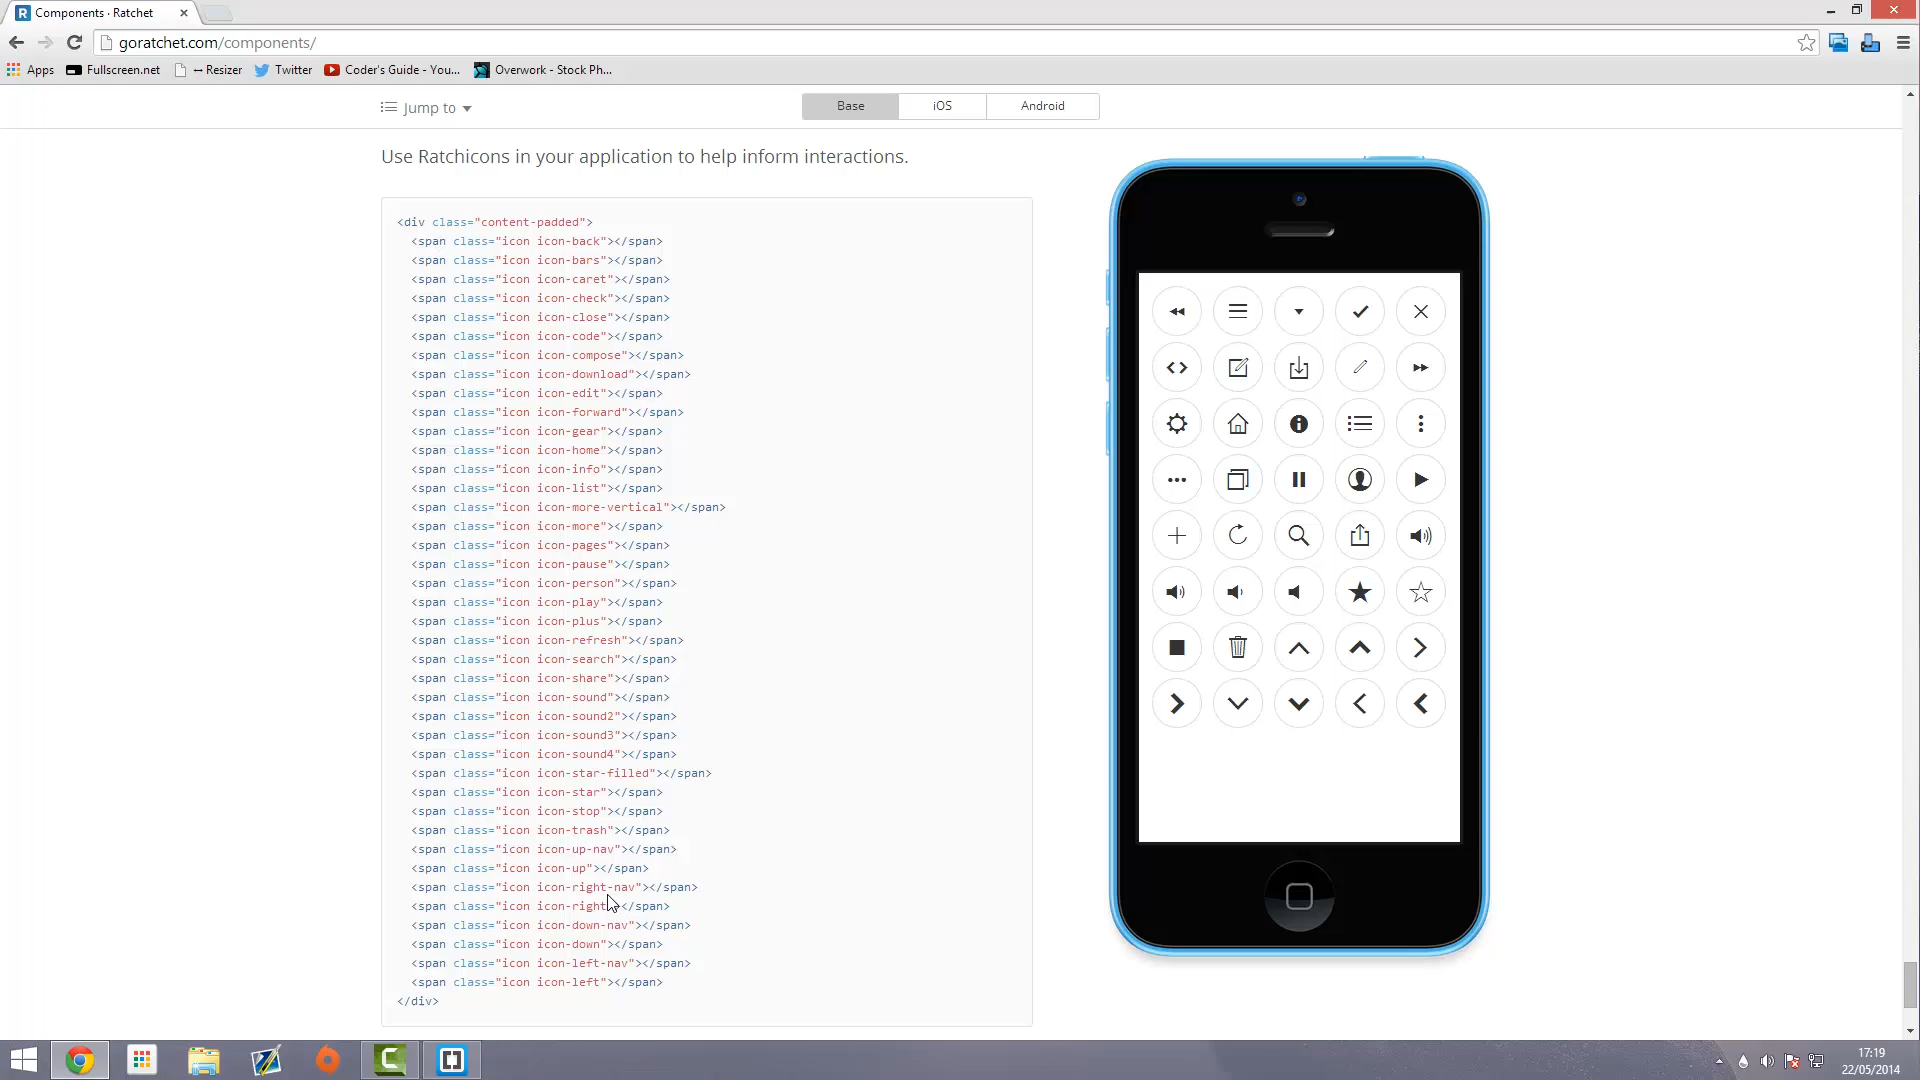 Components · Ratchet
goratchet.com/components/
Apps
Fullscreen.net
↔ Resizer
Twitter
Coder's Guide - You...
Overwork - Stock Ph...
Jump to
Base
iOS
Android
Use Ratchicons in your application to help inform interactions.
<div class="content-padded">
<span class="icon icon-back"></span>
<span class="icon icon-bars"></span>
<span class="icon icon-caret"></span>
<span class="icon icon-check"></span>
<span class="icon icon-close"></span>
<span class="icon icon-code"></span>
<span class="icon icon-compose"></span>
<span class="icon icon-download"></span>
<span class="icon icon-edit"></span>
<span class="icon icon-forward"></span>
<span class="icon icon-gear"></span>
<span class="icon icon-home"></span>
<span class="icon icon-info"></span>
<span class="icon icon-list"></span>
<span class="icon icon-more-vertical"></span>
<span class="icon icon-more"></span>
<span class="icon icon-pages"></span>
<span class="icon icon-pause"></span>
<span class="icon icon-person"></span>
<span class="icon icon-play"></span>
<span class="icon icon-plus"></span>
<span class="icon icon-refresh"></span>
<span class="icon icon-search"></span>
<span class="icon icon-share"></span>
<span class="icon icon-sound"></span>
<span class="icon icon-sound2"></span>
<span class="icon icon-sound3"></span>
<span class="icon icon-sound4"></span>
<span class="icon icon-star-filled"></span>
<span class="icon icon-star"></span>
<span class="icon icon-stop"></span>
<span class="icon icon-trash"></span>
<span class="icon icon-up-nav"></span>
<span class="icon icon-up"></span>
<span class="icon icon-right-nav"></span>
<span class="icon icon-right"></span>
<span class="icon icon-down-nav"></span>
<span class="icon icon-down"></span>
<span class="icon icon-left-nav"></span>
<span class="icon icon-left"></span>
</div>
17:19
22/05/2014